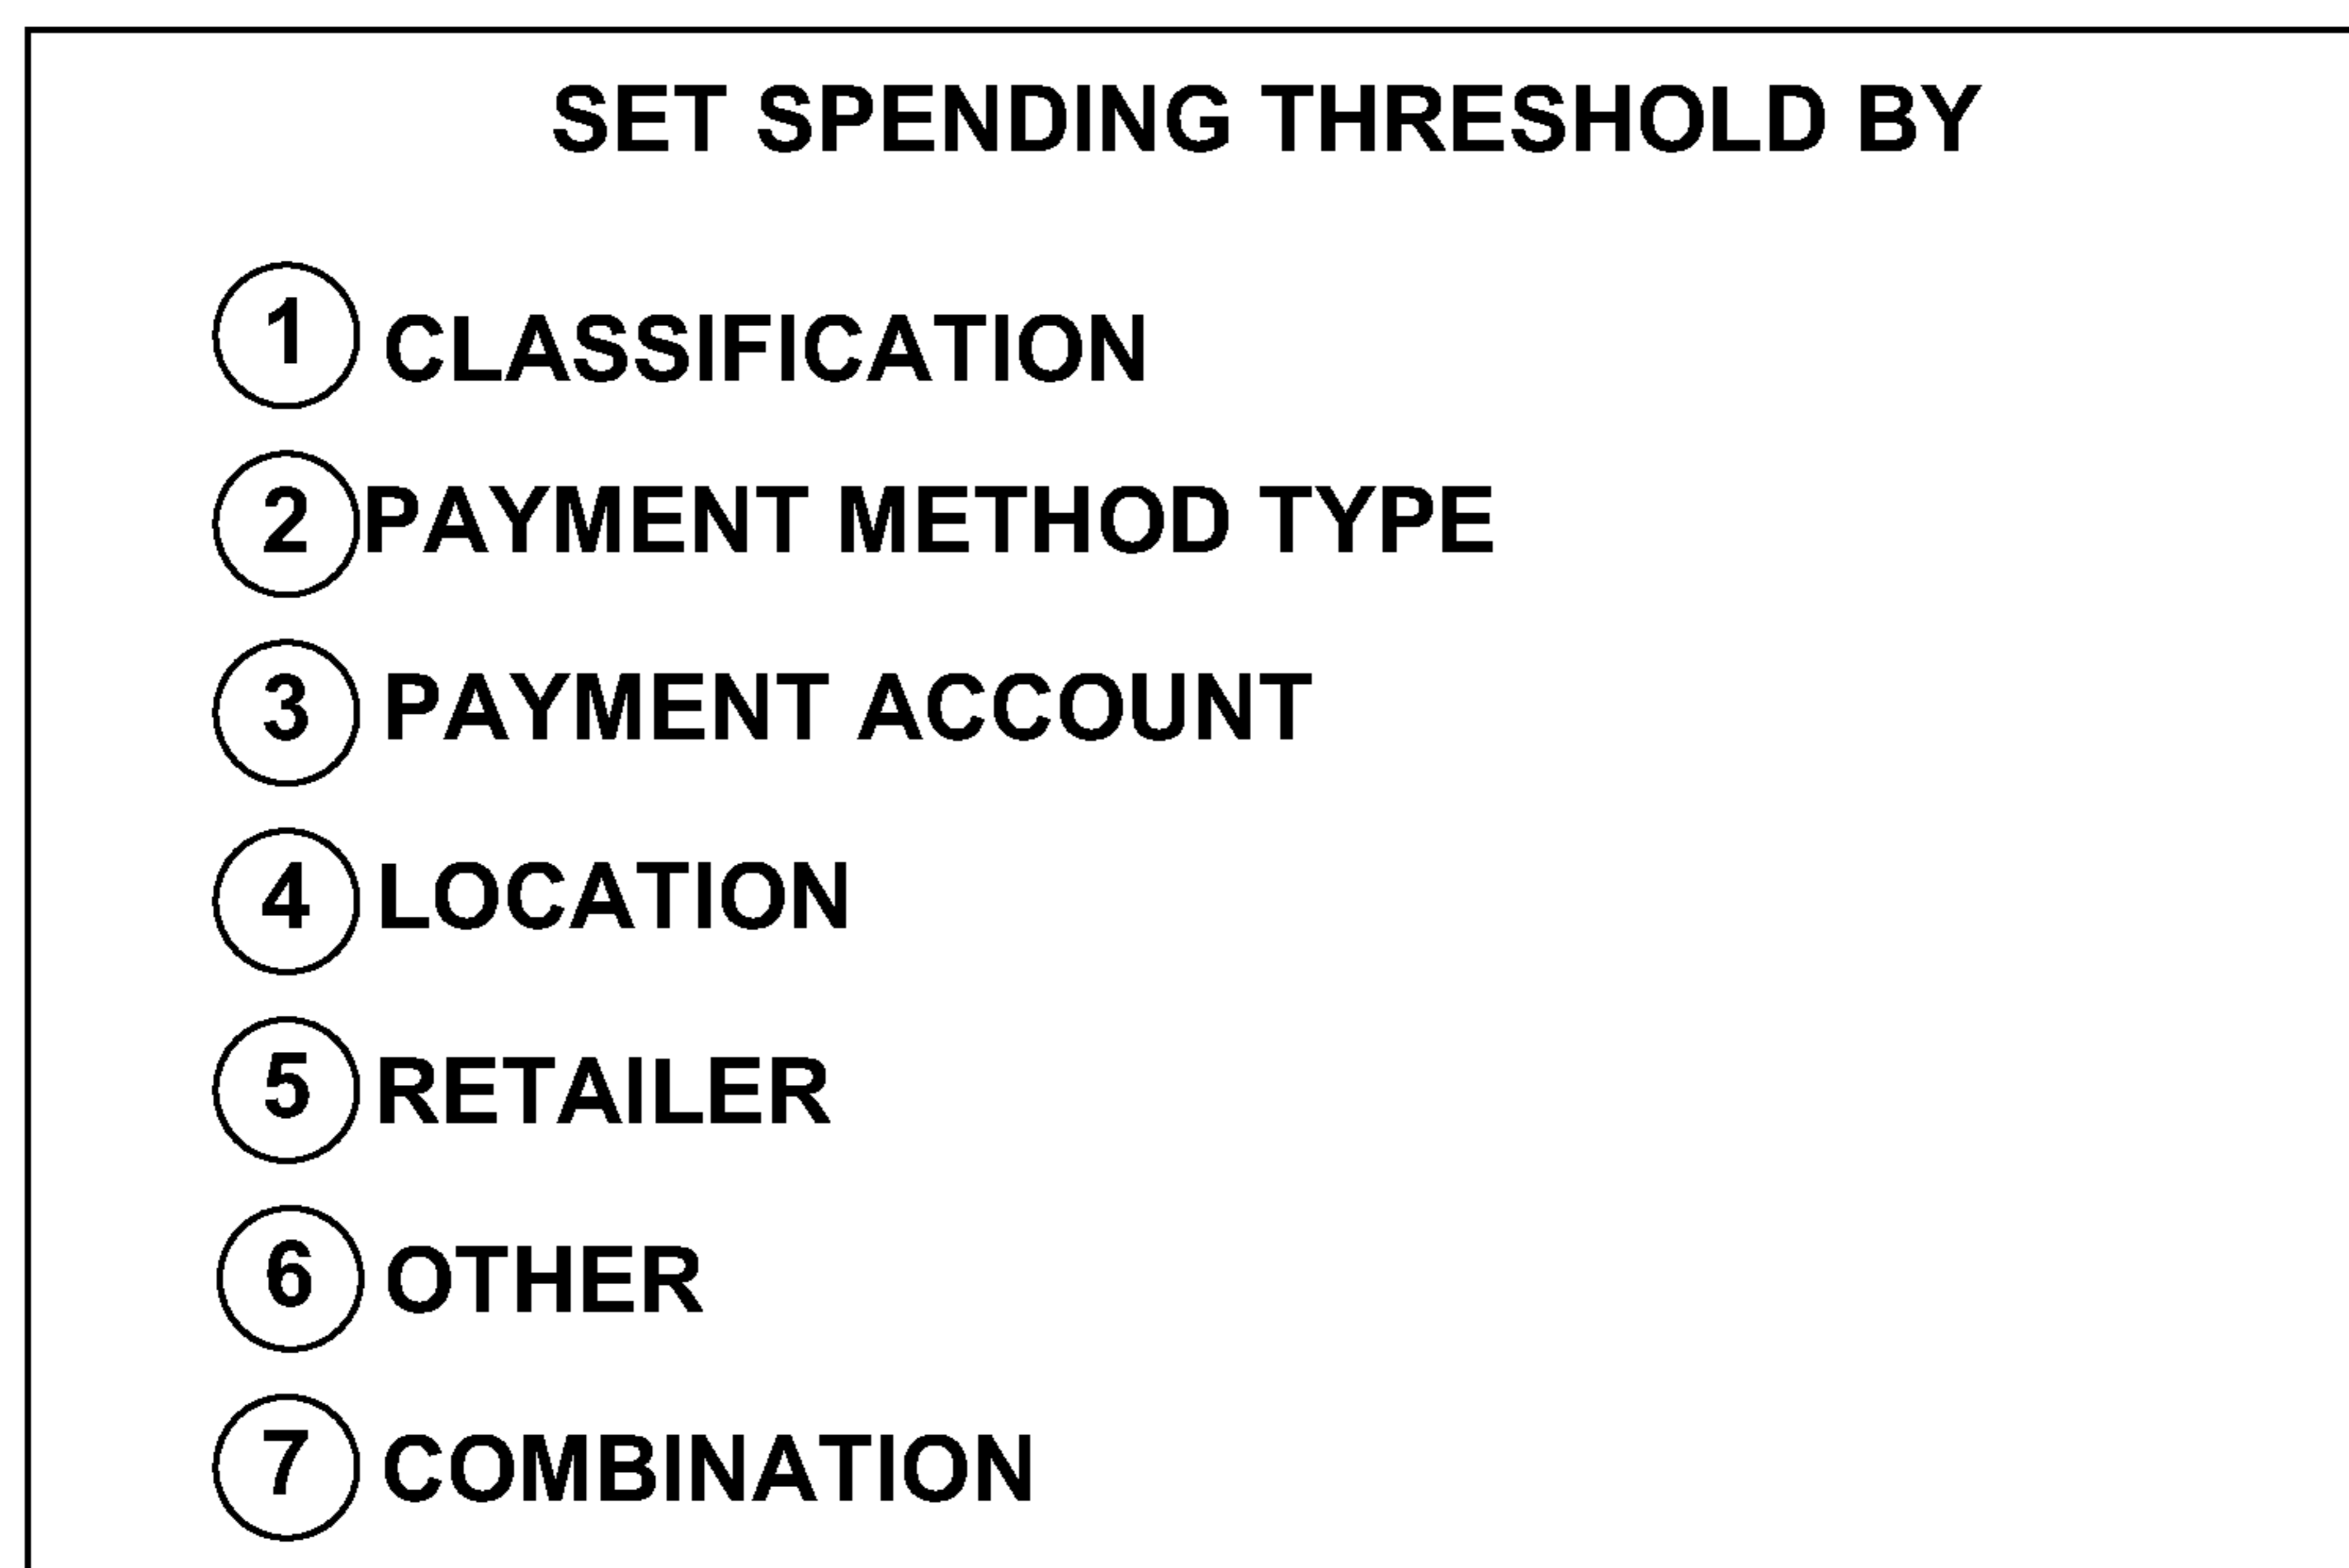 SET SPENDING THRESHOLD BY
1 CLASSIFICATION
2 PAYMENT METHOD TYPE
3 PAYMENT ACCOUNT
4 LOCATION
5 RETAILER
6 OTHER
7 COMBINATION